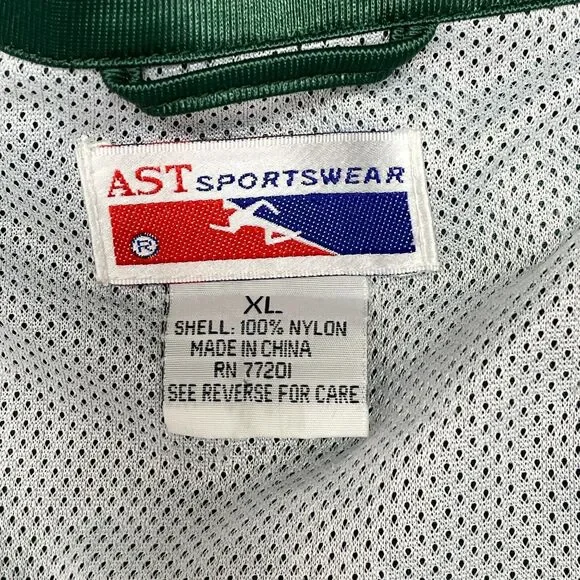 AST SPORTSWEAR
®
XL
SHELL: 100% NYLON
MADE IN CHINA
RN 77201
SEE REVERSE FOR CARE